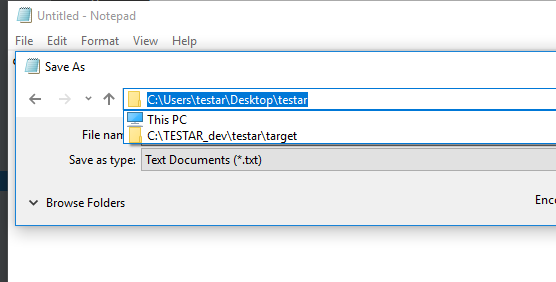 Untitled - Notepad
File Edit Format View Help
Save As
C:\Users\testar\Desktop\testar
This PC
File nam
C:\TESTAR_dev\testar\target
Save as type: Text Documents (*.txt)
Browse Folders
Enco